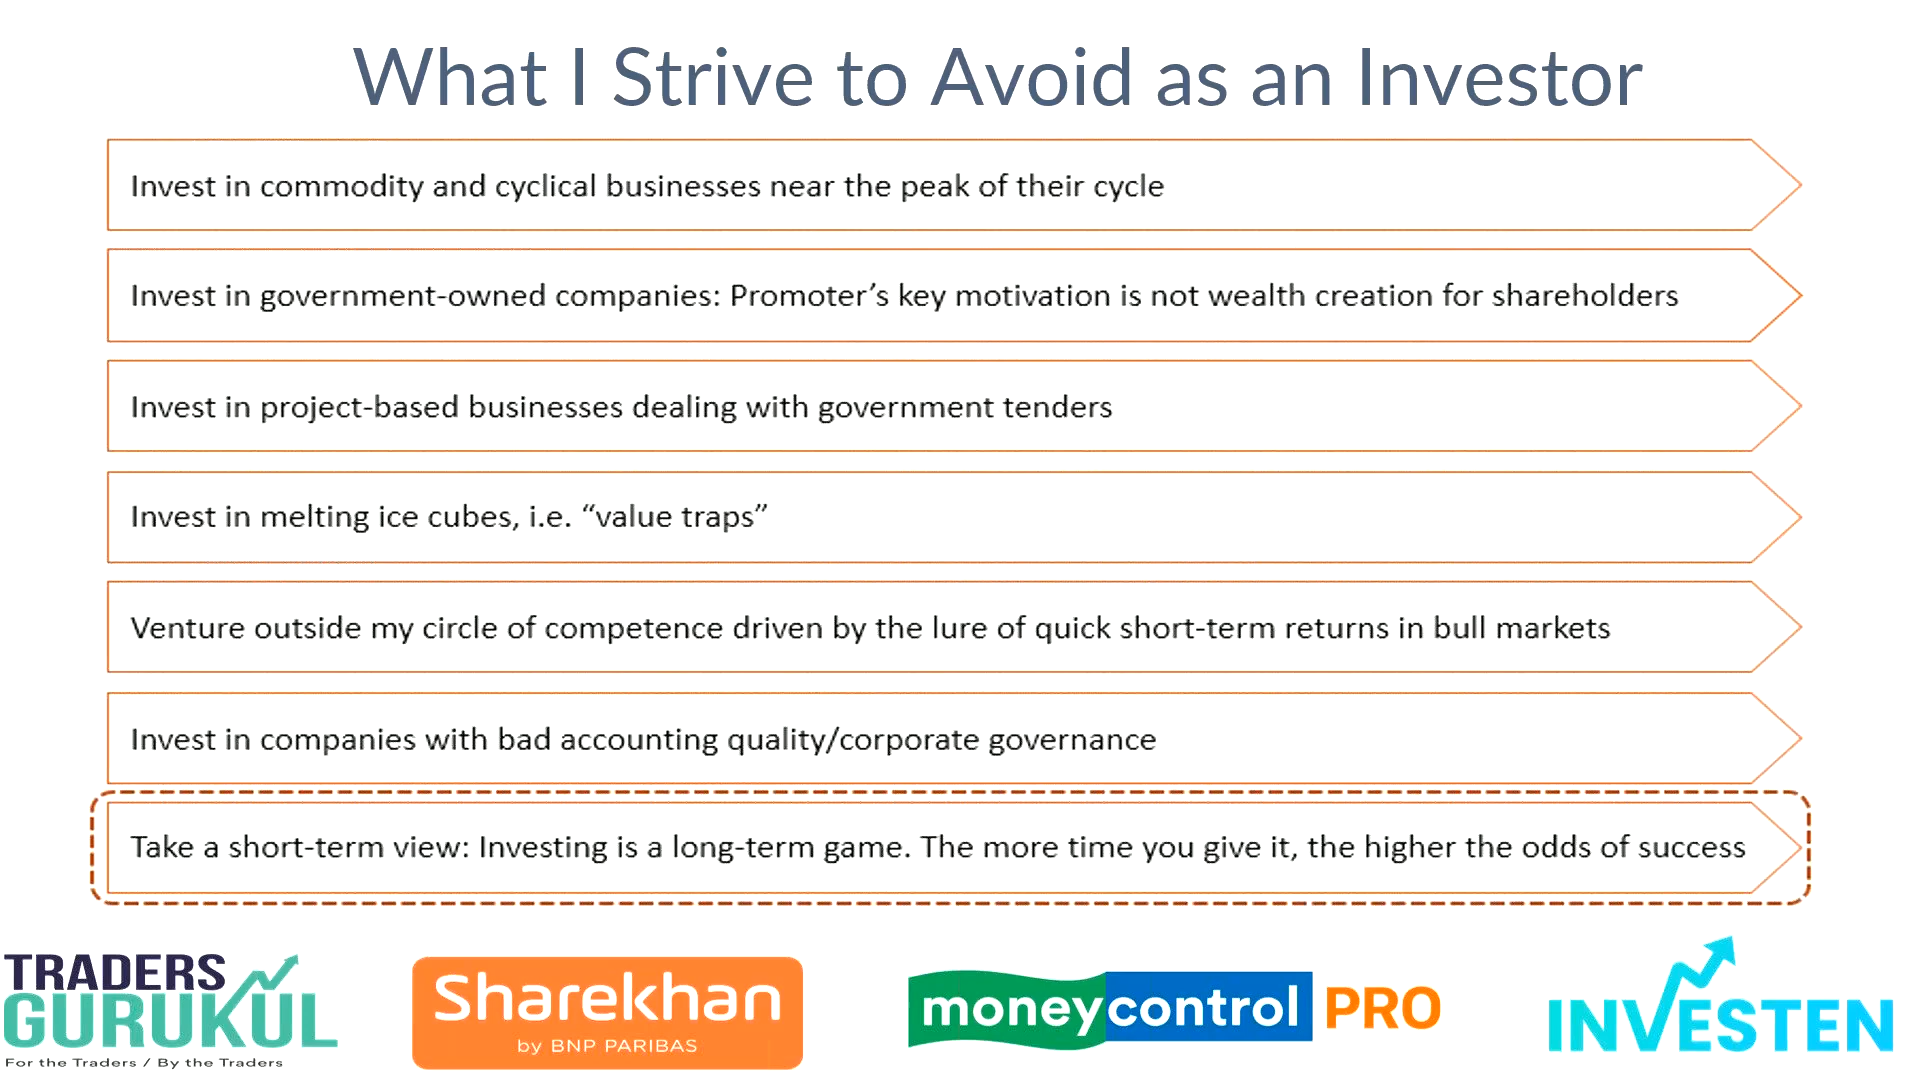 What I Strive to Avoid as an Investor
Invest in commodity and cyclical businesses near the peak of their cycle
Invest in government-owned companies: Promoter’s key motivation is not wealth creation for shareholders
Invest in project-based businesses dealing with government tenders
Invest in melting ice cubes, i.e. “value traps”
Venture outside my circle of competence driven by the lure of quick short-term returns in bull markets
Invest in companies with bad accounting quality/corporate governance
Take a short-term view: Investing is a long-term game. The more time you give it, the higher the odds of success
TRADERS
GURUKUL
For the Traders / By the Traders
Sharekhan
by BNP PARIBAS
moneycontrol PRO
INVESTEN